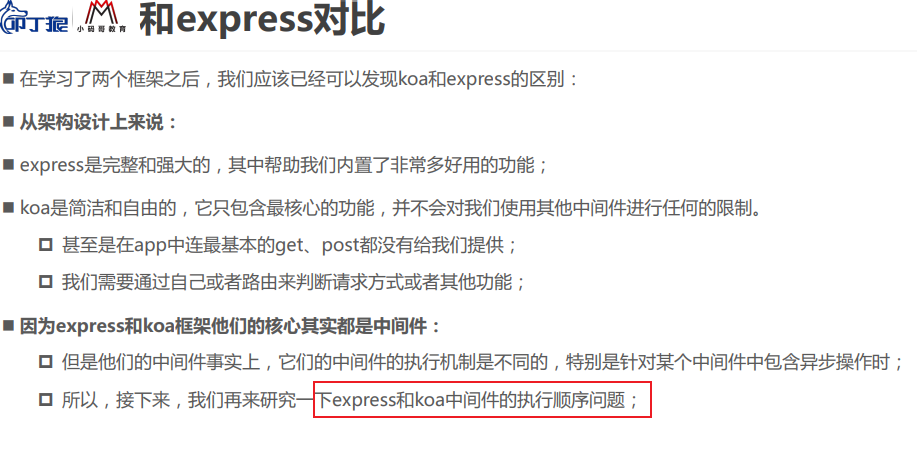 叩丁狼
小码哥教育
和express对比
■ 在学习了两个框架之后，我们应该已经可以发现koa和express的区别：
■ 从架构设计上来说：
■ express是完整和强大的，其中帮助我们内置了非常多好用的功能；
■ koa是简洁和自由的，它只包含最核心的功能，并不会对我们使用其他中间件进行任何的限制。
甚至是在app中连最基本的get、post都没有给我们提供；
我们需要通过自己或者路由来判断请求方式或者其他功能；
■ 因为express和koa框架他们的核心其实都是中间件：
但是他们的中间件事实上，它们的中间件的执行机制是不同的，特别是针对某个中间件中包含异步操作时；
所以，接下来，我们再来研究一下express和koa中间件的执行顺序问题；